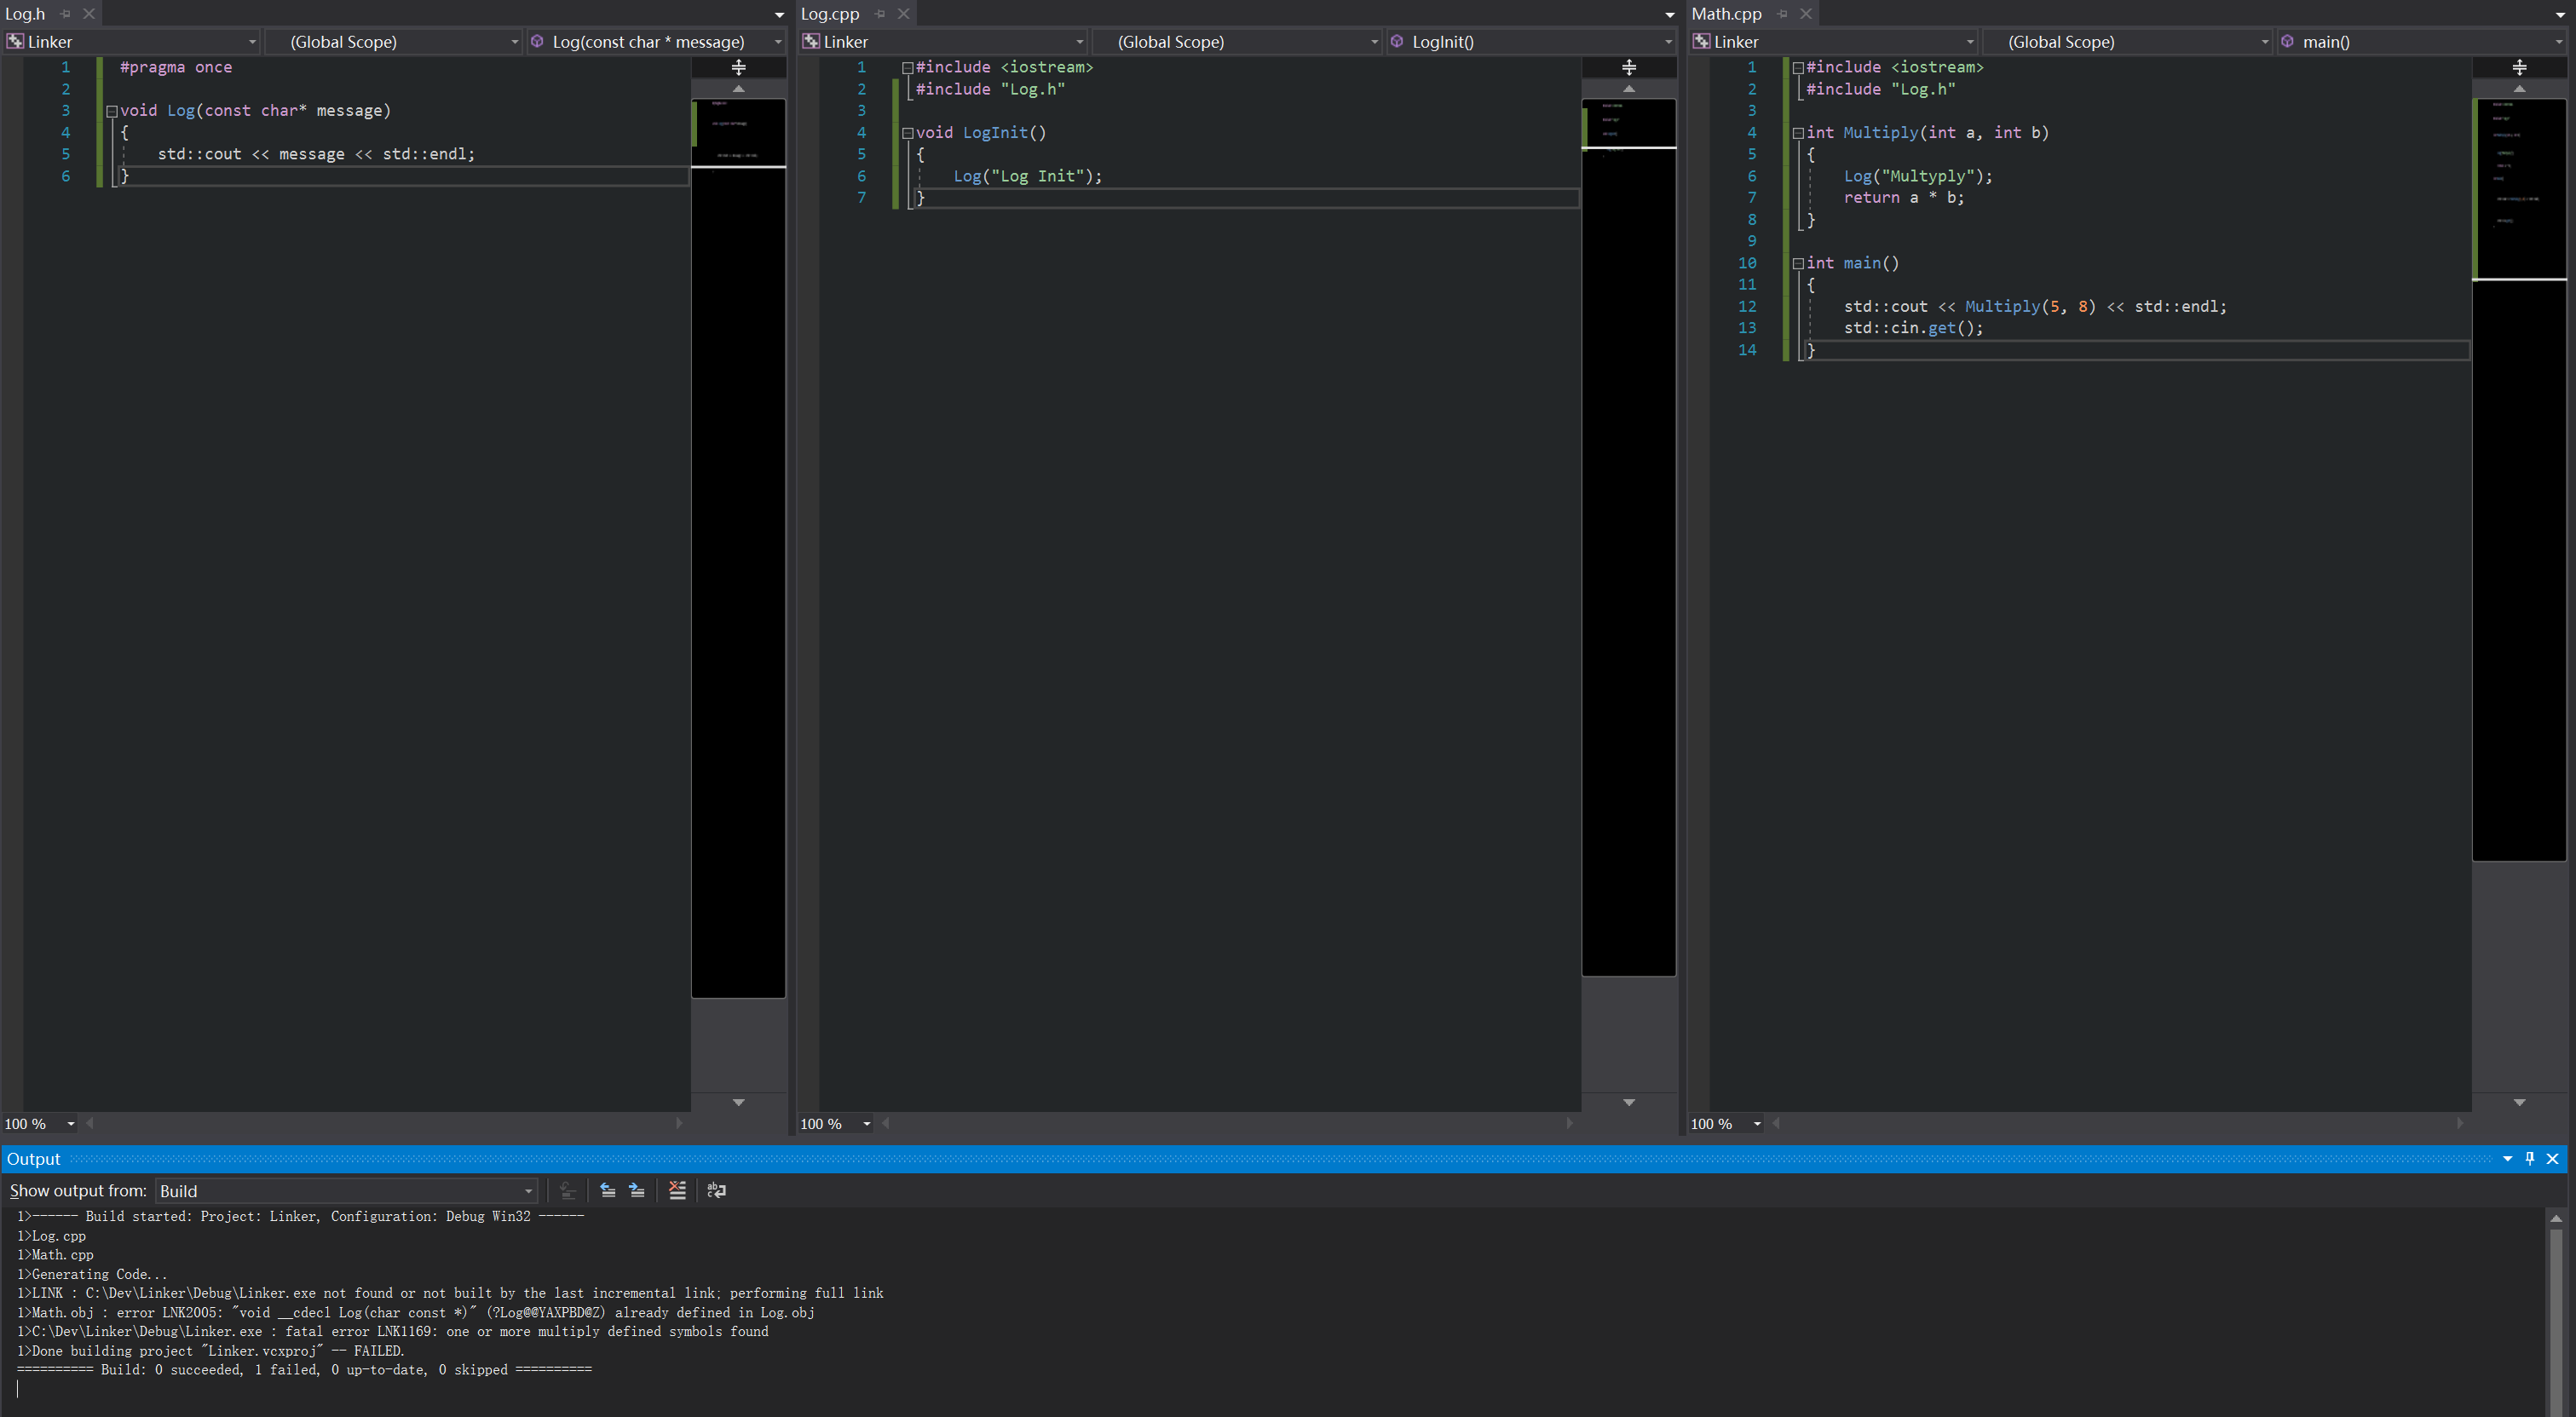 Log.h
Linker
(Global Scope)
Log(const char * message)
1 #pragma once
2
3 void Log(const char* message)
4 {
5 std::cout << message << std::endl;
6 }
100 %
Log.cpp
Linker
(Global Scope)
LogInit()
1 #include <iostream>
2 #include "Log.h"
3
4 void LogInit()
5 {
6 Log("Log Init");
7 }
100 %
Math.cpp
Linker
(Global Scope)
main()
1 #include <iostream>
2 #include "Log.h"
3
4 int Multiply(int a, int b)
5 {
6 Log("Multyply");
7 return a * b;
8 }
9
10 int main()
11 {
12 std::cout << Multiply(5, 8) << std::endl;
13 std::cin.get();
14 }
100 %
Output
Show output from: Build
1>------ Build started: Project: Linker, Configuration: Debug Win32 ------
1>Log.cpp
1>Math.cpp
1>Generating Code...
1>LINK : C:\Dev\Linker\Debug\Linker.exe not found or not built by the last incremental link; performing full link
1>Math.obj : error LNK2005: "void __cdecl Log(char const *)" (?Log@@YAXPBD@Z) already defined in Log.obj
1>C:\Dev\Linker\Debug\Linker.exe : fatal error LNK1169: one or more multiply defined symbols found
1>Done building project "Linker.vcxproj" -- FAILED.
========== Build: 0 succeeded, 1 failed, 0 up-to-date, 0 skipped ==========